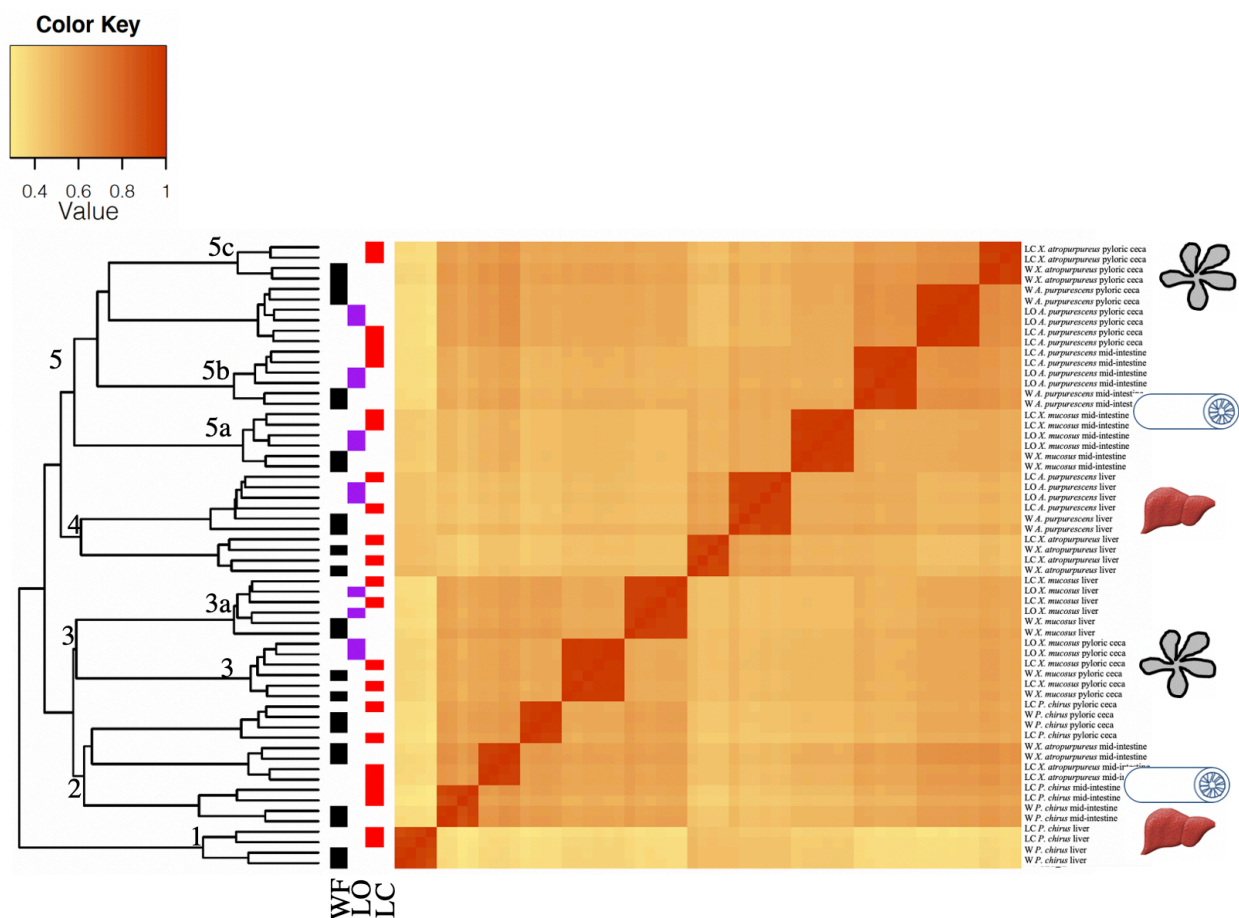 Color Key
0.4 0.6 0.8 1
Value
5c
5
5b
5a
4
3a
3
3
2
1
WF
LO
LC
LC X. atropurpureus pyloric ceca
LC X. atropurpureus pyloric ceca
W X. atropurpureus pyloric ceca
W X. atropurpureus pyloric ceca
W A. purpurescens pyloric ceca
W A. purpurescens pyloric ceca
LO A. purpurescens pyloric ceca
LO A. purpurescens pyloric ceca
LC A. purpurescens pyloric ceca
LC A. purpurescens pyloric ceca
LC A. purpurescens mid-intestine
LC A. purpurescens mid-intestine
LO A. purpurescens mid-intestine
LO A. purpurescens mid-intestine
W A. purpurescens mid-intestine
W A. purpurescens mid-intest
LC X. mucosus mid-intestine
LC X. mucosus mid-intestine
LO X. mucosus mid-intestine
LO X. mucosus mid-intestine
W X. mucosus mid-intestine
W X. mucosus mid-intestine
LC A. purpurescens liver
LO A. purpurescens liver
LO A. purpurescens liver
LC A. purpurescens liver
W A. purpurescens liver
W A. purpurescens liver
LC X. atropurpureus liver
W X. atropurpureus liver
LC X. atropurpureus liver
W X. atropurpureus liver
LC X. mucosus liver
LO X. mucosus liver
LC X. mucosus liver
LO X. mucosus liver
W X. mucosus liver
W X. mucosus liver
LO X. mucosus pyloric ceca
LO X. mucosus pyloric ceca
LC X. mucosus pyloric ceca
W X. mucosus pyloric ceca
LC X. mucosus pyloric ceca
W X. mucosus pyloric ceca
LC P. chirus pyloric ceca
W P. chirus pyloric ceca
W P. chirus pyloric ceca
LC P. chirus pyloric ceca
W X. atropurpureus mid-intestine
W X. atropurpureus mid-intestine
LC X. atropurpureus mid-intestine
LC X. atropurpureus mid-i
LC P. chirus mid-intestine
LC P. chirus mid-intestine
W P. chirus mid-intestine
W P. chirus mid-intestine
LC P. chirus liver
LC P. chirus liver
W P. chirus liver
W P. chirus liver